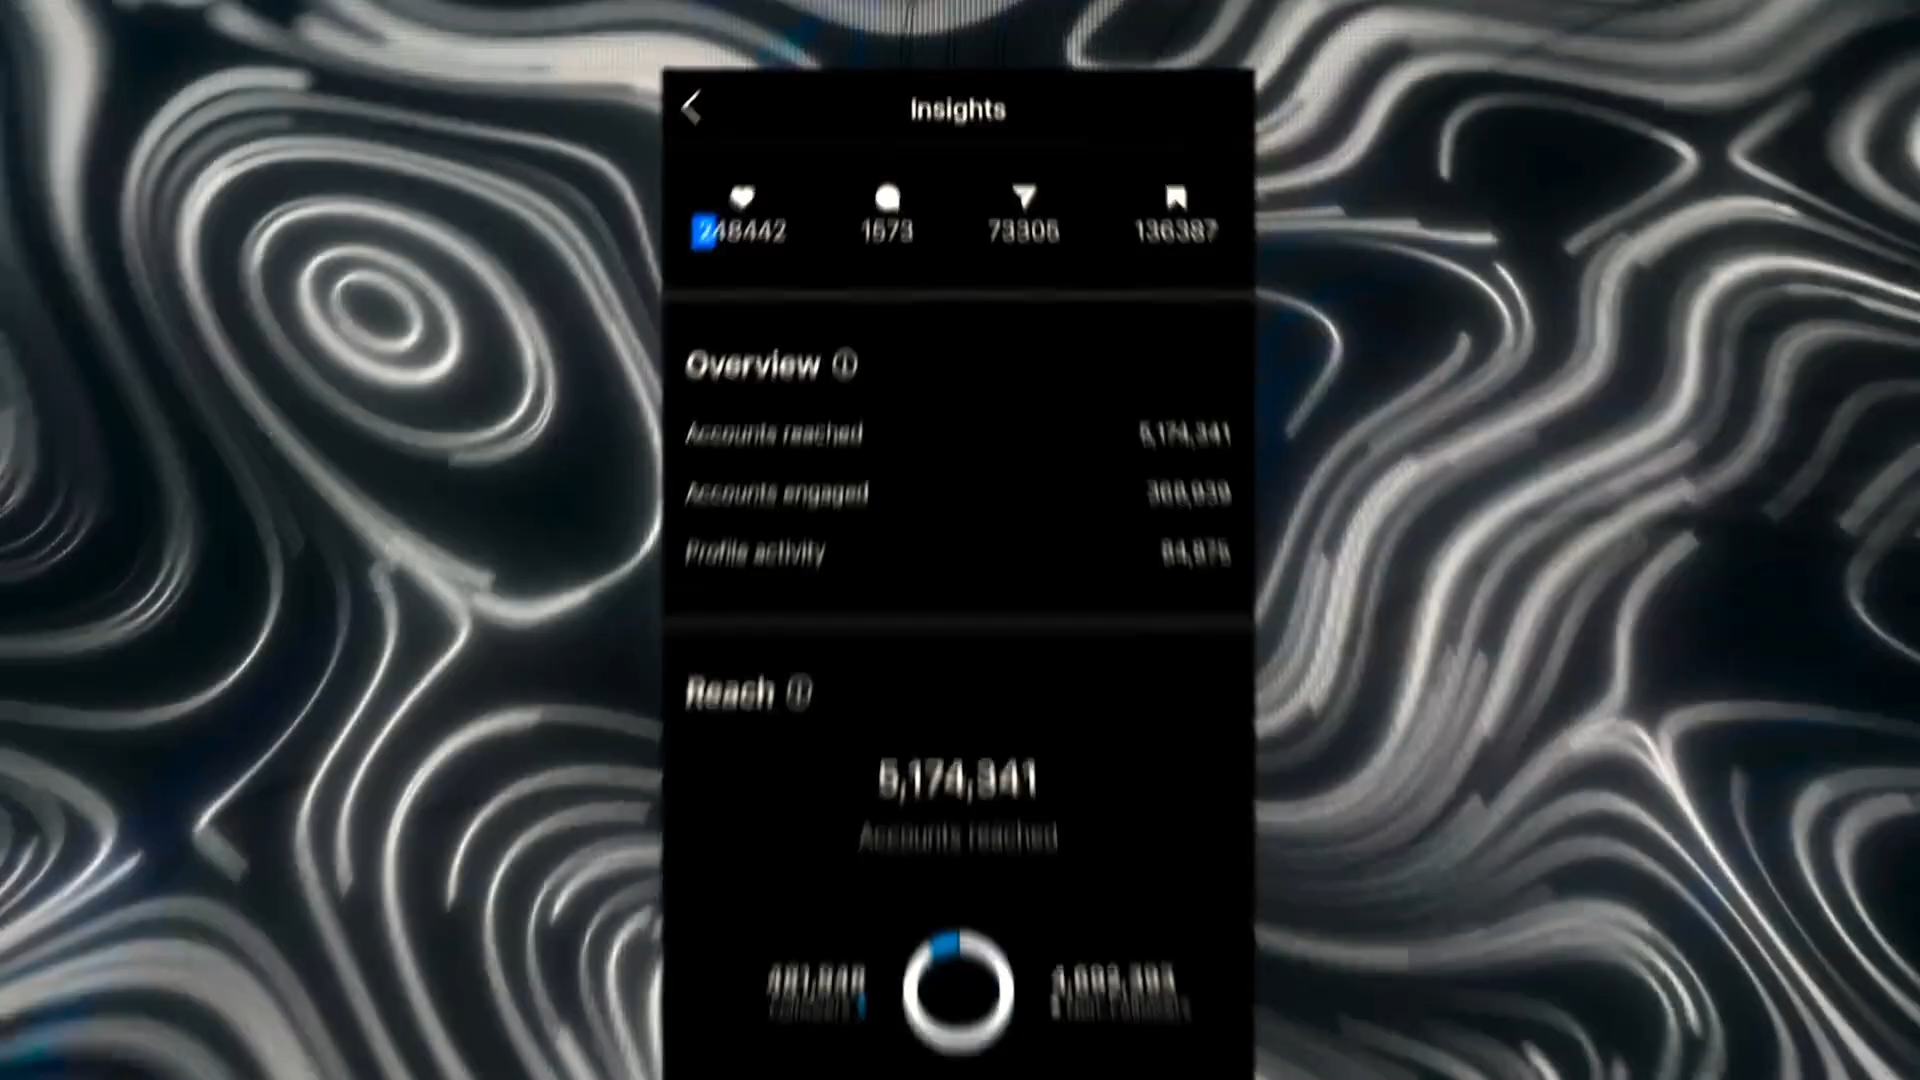 Insights
248442 1573 73305 136387
Overview
Accounts reached 5,174,341
Accounts engaged
Profile activity
Reach
5,174,341
Accounts reached